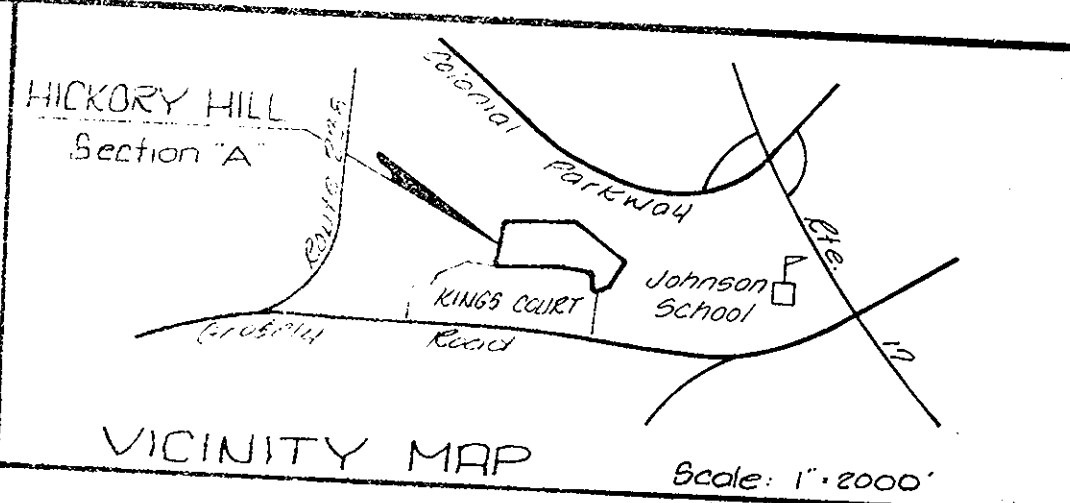 HICKORY HILL
Section "A"
Colonial
Parkway
Rte.
17
Johnson
School
KINGS COURT
Road
VICINITY MAP
Scale: 1" = 2000'